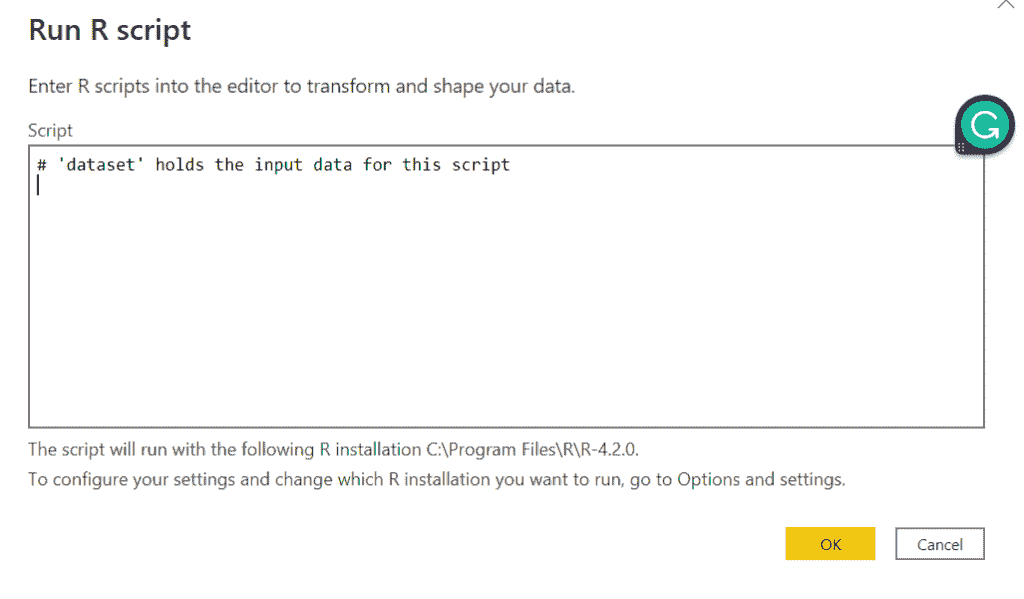 Run R script
Enter R scripts into the editor to transform and shape your data.
Script
# 'dataset' holds the input data for this script
The script will run with the following R installation C:\Program Files\R\R-4.2.0.
To configure your settings and change which R installation you want to run, go to Options and settings.
OK
Cancel